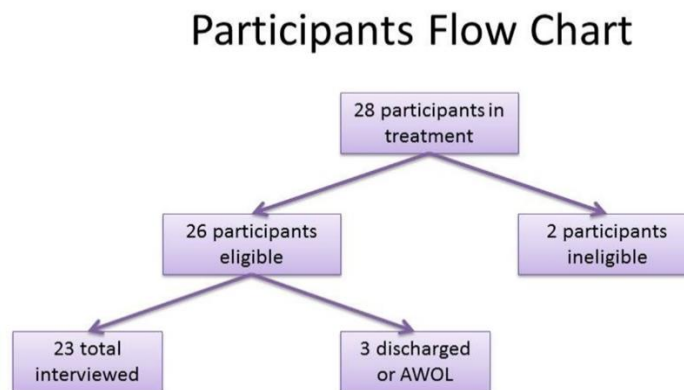 Participants Flow Chart
28 participants in
treatment
26 participants
eligible
2 participants
ineligible
23 total
interviewed
3 discharged
or AWOL